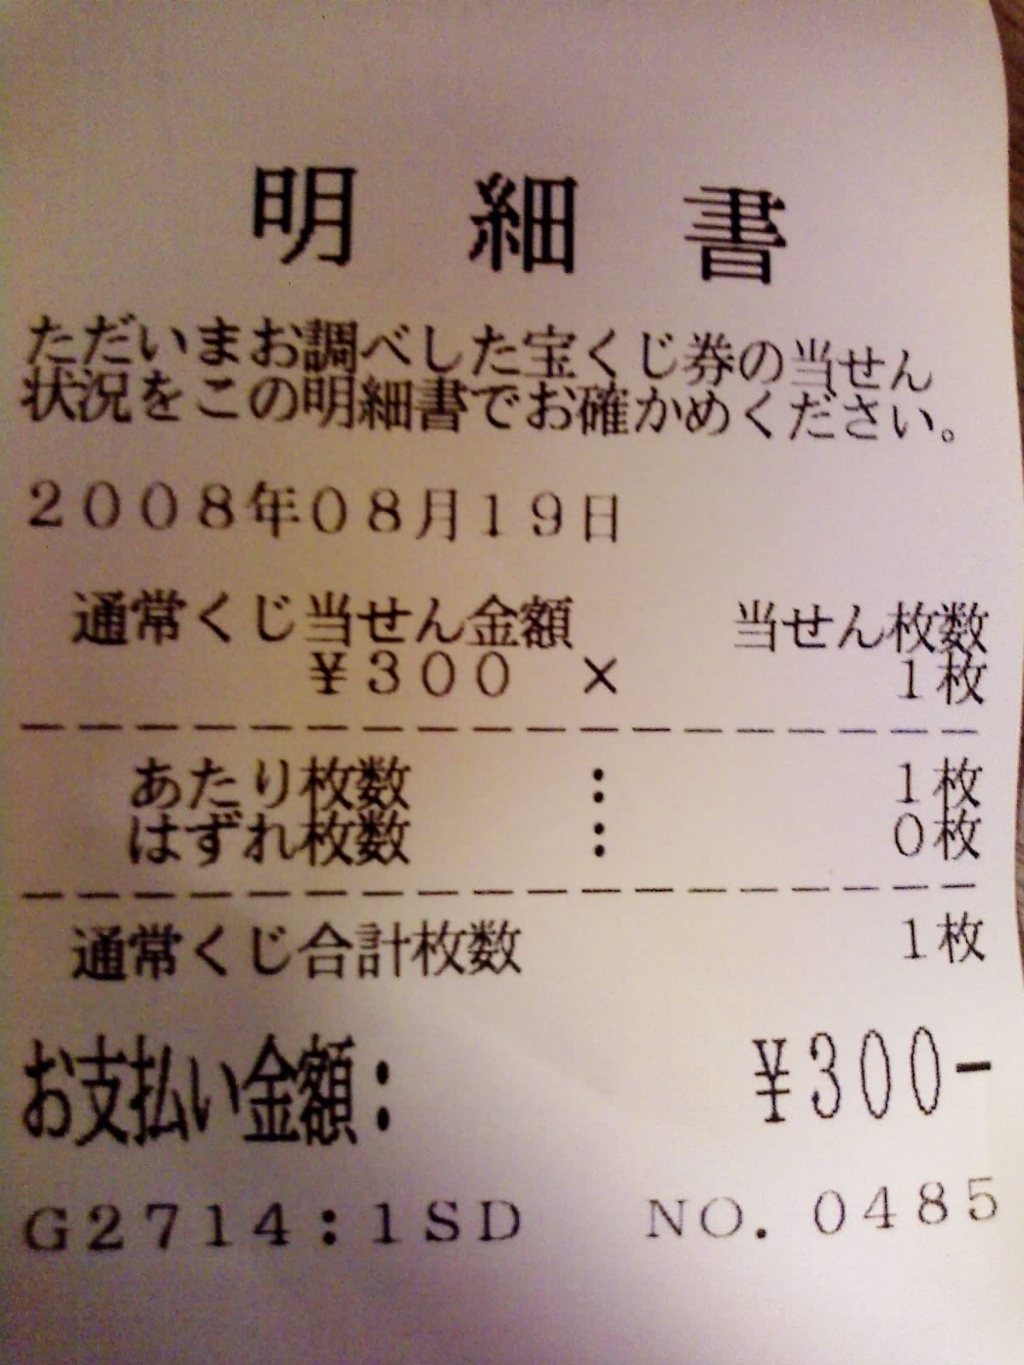 明細書
ただいまお調べした宝くじ券の当せん
状況をこの明細書でお確かめください。
2008年08月19日
通常くじ当せん金額 当せん枚数
¥300 × 1枚
あたり枚数 : 1枚
はずれ枚数 : 0枚
通常くじ合計枚数 1枚
お支払い金額: ¥300-
G2714:1SD NO. 0485